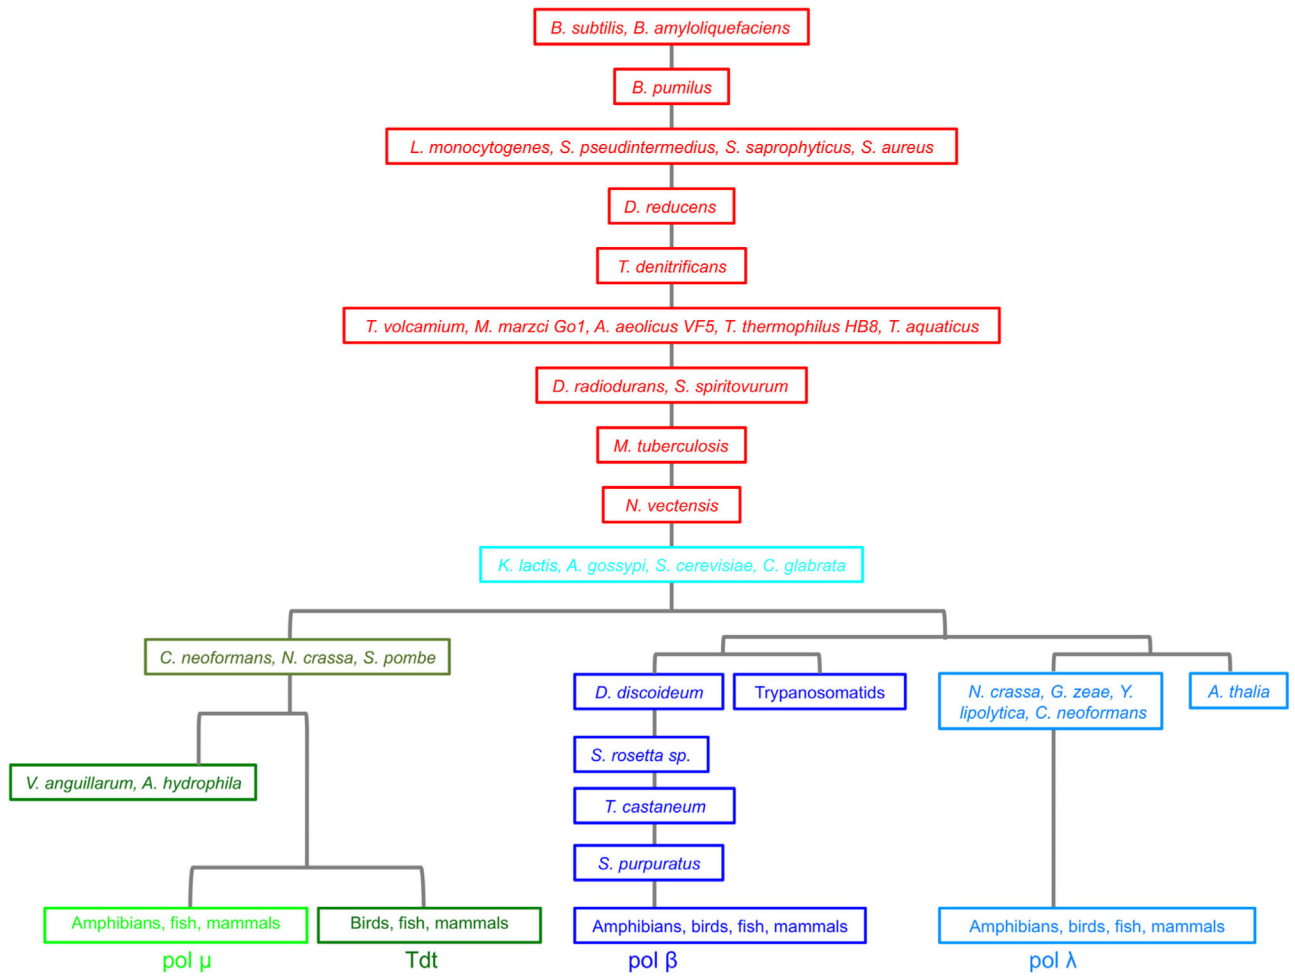 B. subtilis, B. amyloliquefaciens
B. pumilus
L. monocytogenes, S. pseudintermedius, S. saprophyticus, S. aureus
D. reducens
T. denitrificans
T. volcamium, M. marzci Go1, A. aeolicus VF5, T. thermophilus HB8, T. aquaticus
D. radiodurans, S. spiritovurum
M. tuberculosis
N. vectensis
K. lactis, A. gossypi, S. cerevisiae, C. glabrata
C. neoformans, N. crassa, S. pombe
D. discoideum
Trypanosomatids
N. crassa, G. zeae, Y.
lipolytica, C. neoformans
A. thalia
S. rosetta sp.
V. anguillarum, A. hydrophila
T. castaneum
S. purpuratus
Amphibians, fish, mammals
Birds, fish, mammals
Amphibians, birds, fish, mammals
Amphibians, birds, fish, mammals
pol μ
Tdt
pol β
pol λ